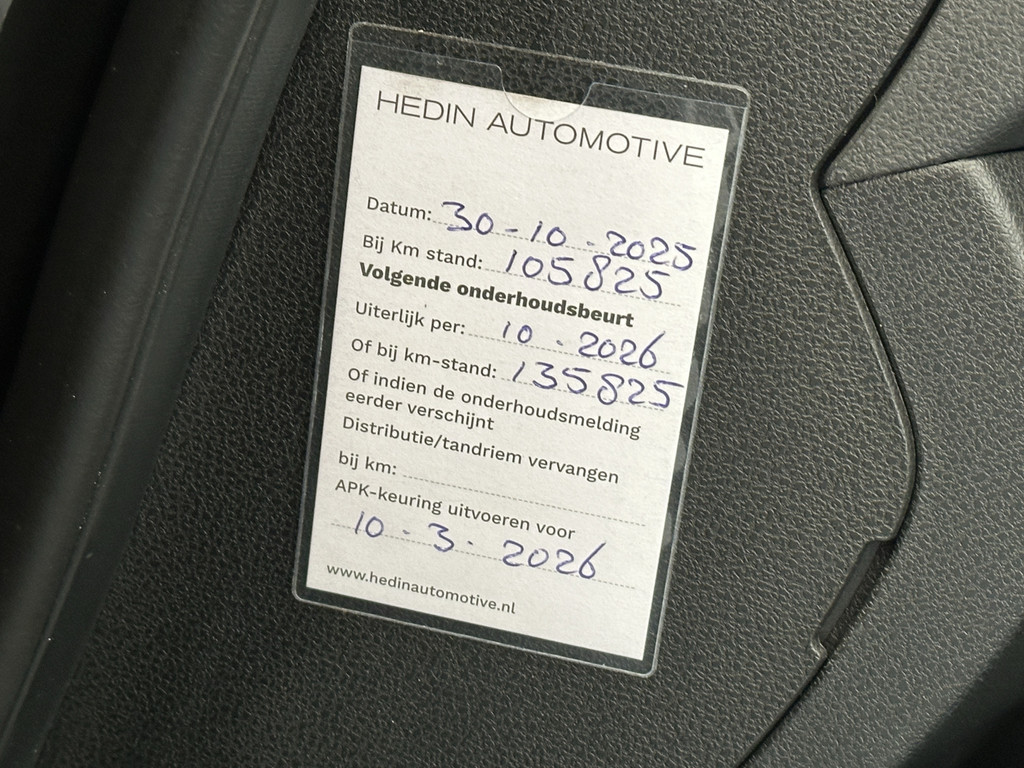 HEDIN AUTOMOTIVE
Datum: 30-10-2025
Bij Km stand: 105825
Volgende onderhoudsbeurt
Uiterlijk per: 10-2026
Of bij km-stand: 135825
Of indien de onderhoudsmelding
eerder verschijnt
Distributie/tandriem vervangen
bij km:
APK-keuring uitvoeren voor
10-3-2026
www.hedinautomotive.nl